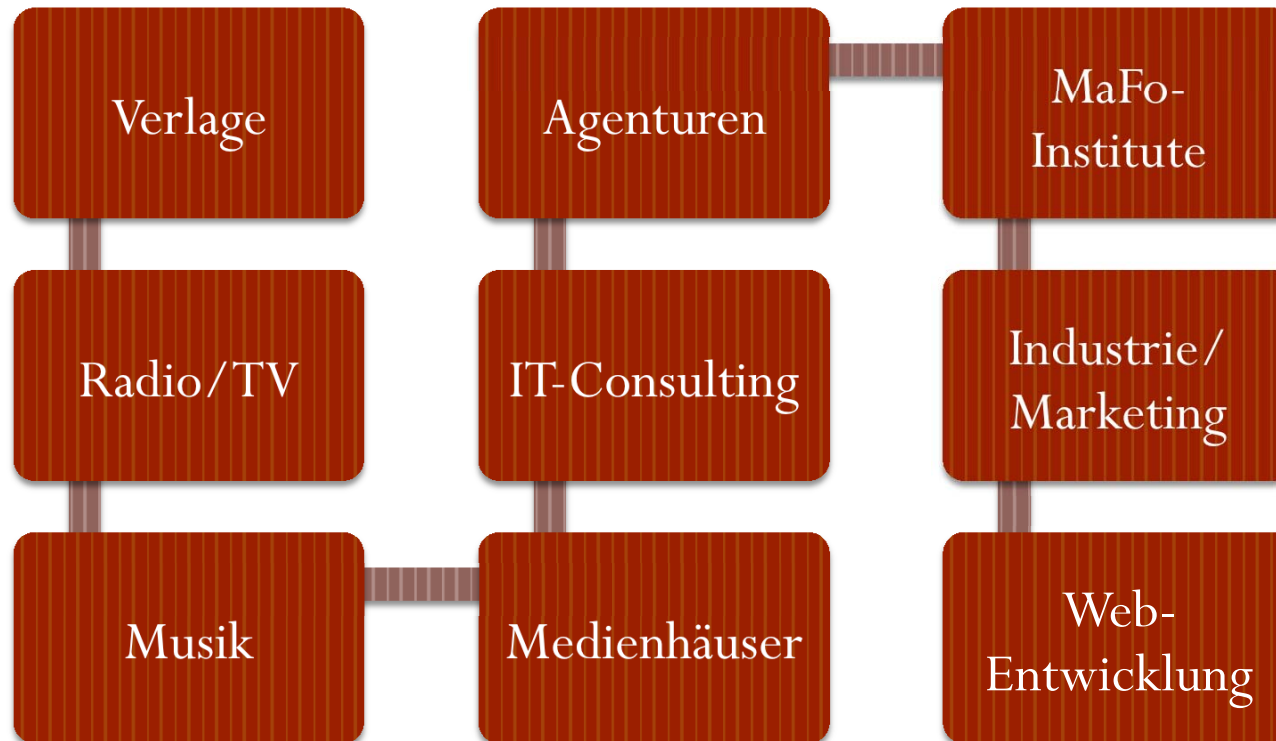 Verlage
Radio/TV
Musik
Medienhäuser
IT-Consulting
Agenturen
MaFo-
Institute
Industrie/
Marketing
Web-
Entwicklung